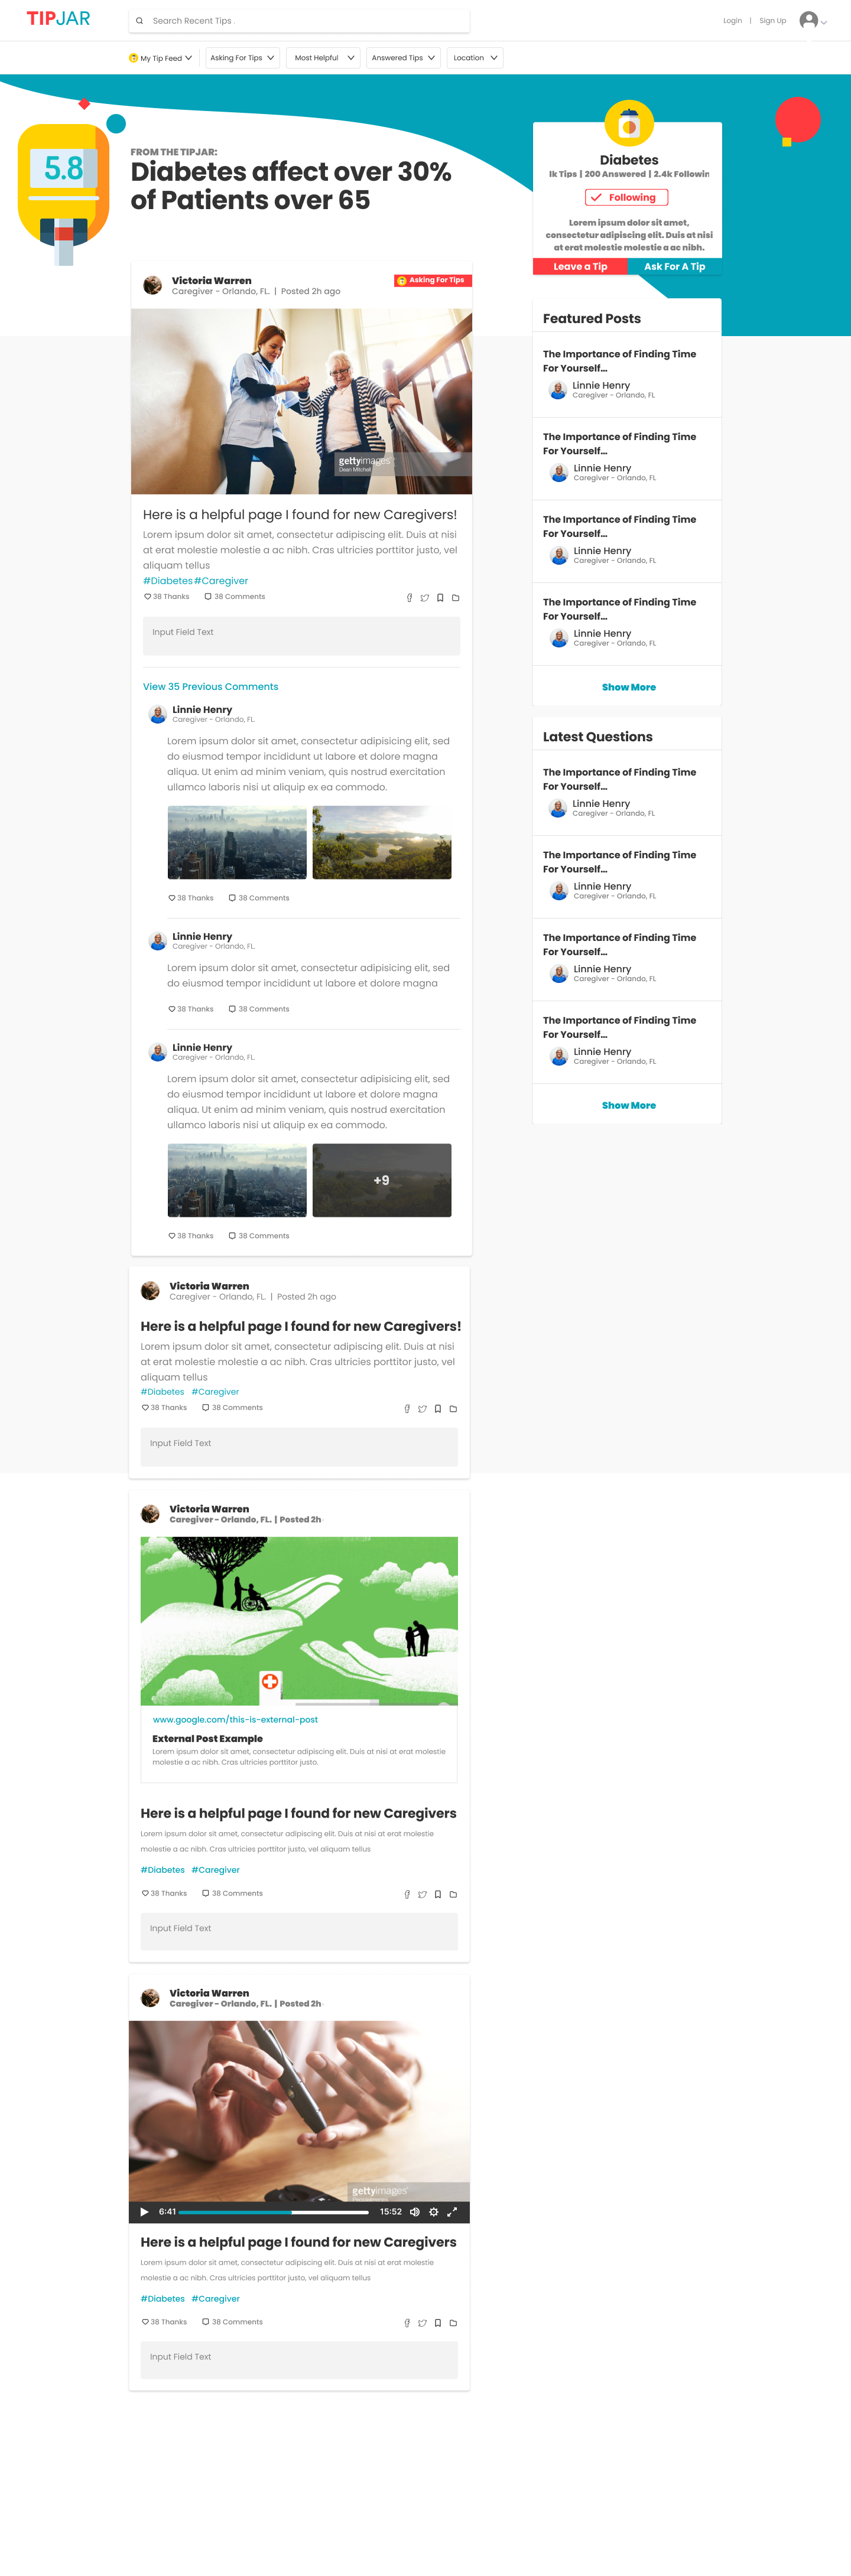 TIPJAR
Search Recent Tips .
Login | Sign Up
My Tip Feed
Asking For Tips
Most Helpful
Answered Tips
Location
5.8
FROM THE TIPJAR:
Diabetes affect over 30%
of Patients over 65
Diabetes
1k Tips | 200 Answered | 2.4k Followin
Following
Lorem ipsum dolor sit amet,
consectetur adipiscing elit. Duis at nisi
at erat molestie molestie a ac nibh.
Leave a Tip
Ask For A Tip
Victoria Warren
Caregiver - Orlando, FL. | Posted 2h ago
Asking For Tips
gettyimages
Dean Mitchell
Here is a helpful page I found for new Caregivers!
Lorem ipsum dolor sit amet, consectetur adipiscing elit. Duis at nisi
at erat molestie molestie a ac nibh. Cras ultricies porttitor justo, vel
aliquam tellus
#Diabetes #Caregiver
38 Thanks
38 Comments
Input Field Text
View 35 Previous Comments
Linnie Henry
Caregiver - Orlando, FL.
Lorem ipsum dolor sit amet, consectetur adipisicing elit, sed
do eiusmod tempor incididunt ut labore et dolore magna
aliqua. Ut enim ad minim veniam, quis nostrud exercitation
ullamco laboris nisi ut aliquip ex ea commodo.
38 Thanks
38 Comments
Linnie Henry
Caregiver - Orlando, FL.
Lorem ipsum dolor sit amet, consectetur adipisicing elit, sed
do eiusmod tempor incididunt ut labore et dolore magna
38 Thanks
38 Comments
Linnie Henry
Caregiver - Orlando, FL.
Lorem ipsum dolor sit amet, consectetur adipisicing elit, sed
do eiusmod tempor incididunt ut labore et dolore magna
aliqua. Ut enim ad minim veniam, quis nostrud exercitation
ullamco laboris nisi ut aliquip ex ea commodo.
+9
38 Thanks
38 Comments
Featured Posts
The Importance of Finding Time
For Yourself...
Linnie Henry
Caregiver - Orlando, FL
The Importance of Finding Time
For Yourself...
Linnie Henry
Caregiver - Orlando, FL
The Importance of Finding Time
For Yourself...
Linnie Henry
Caregiver - Orlando, FL
The Importance of Finding Time
For Yourself...
Linnie Henry
Caregiver - Orlando, FL
Show More
Latest Questions
The Importance of Finding Time
For Yourself...
Linnie Henry
Caregiver - Orlando, FL
The Importance of Finding Time
For Yourself...
Linnie Henry
Caregiver - Orlando, FL
The Importance of Finding Time
For Yourself...
Linnie Henry
Caregiver - Orlando, FL
The Importance of Finding Time
For Yourself...
Linnie Henry
Caregiver - Orlando, FL
Show More
Victoria Warren
Caregiver - Orlando, FL. | Posted 2h ago
Here is a helpful page I found for new Caregivers!
Lorem ipsum dolor sit amet, consectetur adipiscing elit. Duis at nisi
at erat molestie molestie a ac nibh. Cras ultricies porttitor justo, vel
aliquam tellus
#Diabetes #Caregiver
38 Thanks
38 Comments
Input Field Text
Victoria Warren
Caregiver - Orlando, FL. | Posted 2h
www.google.com/this-is-external-post
External Post Example
Lorem ipsum dolor sit amet, consectetur adipiscing elit. Duis at nisi at erat molestie
molestie a ac nibh. Cras ultricies porttitor justo.
Here is a helpful page I found for new Caregivers
Lorem ipsum dolor sit amet, consectetur adipiscing elit. Duis at nisi at erat molestie
molestie a ac nibh. Cras ultricies porttitor justo, vel aliquam tellus
#Diabetes #Caregiver
38 Thanks
38 Comments
Input Field Text
Victoria Warren
Caregiver - Orlando, FL. | Posted 2h
gettyimages
6:41
15:52
Here is a helpful page I found for new Caregivers
Lorem ipsum dolor sit amet, consectetur adipiscing elit. Duis at nisi at erat molestie
molestie a ac nibh. Cras ultricies porttitor justo, vel aliquam tellus
#Diabetes #Caregiver
38 Thanks
38 Comments
Input Field Text